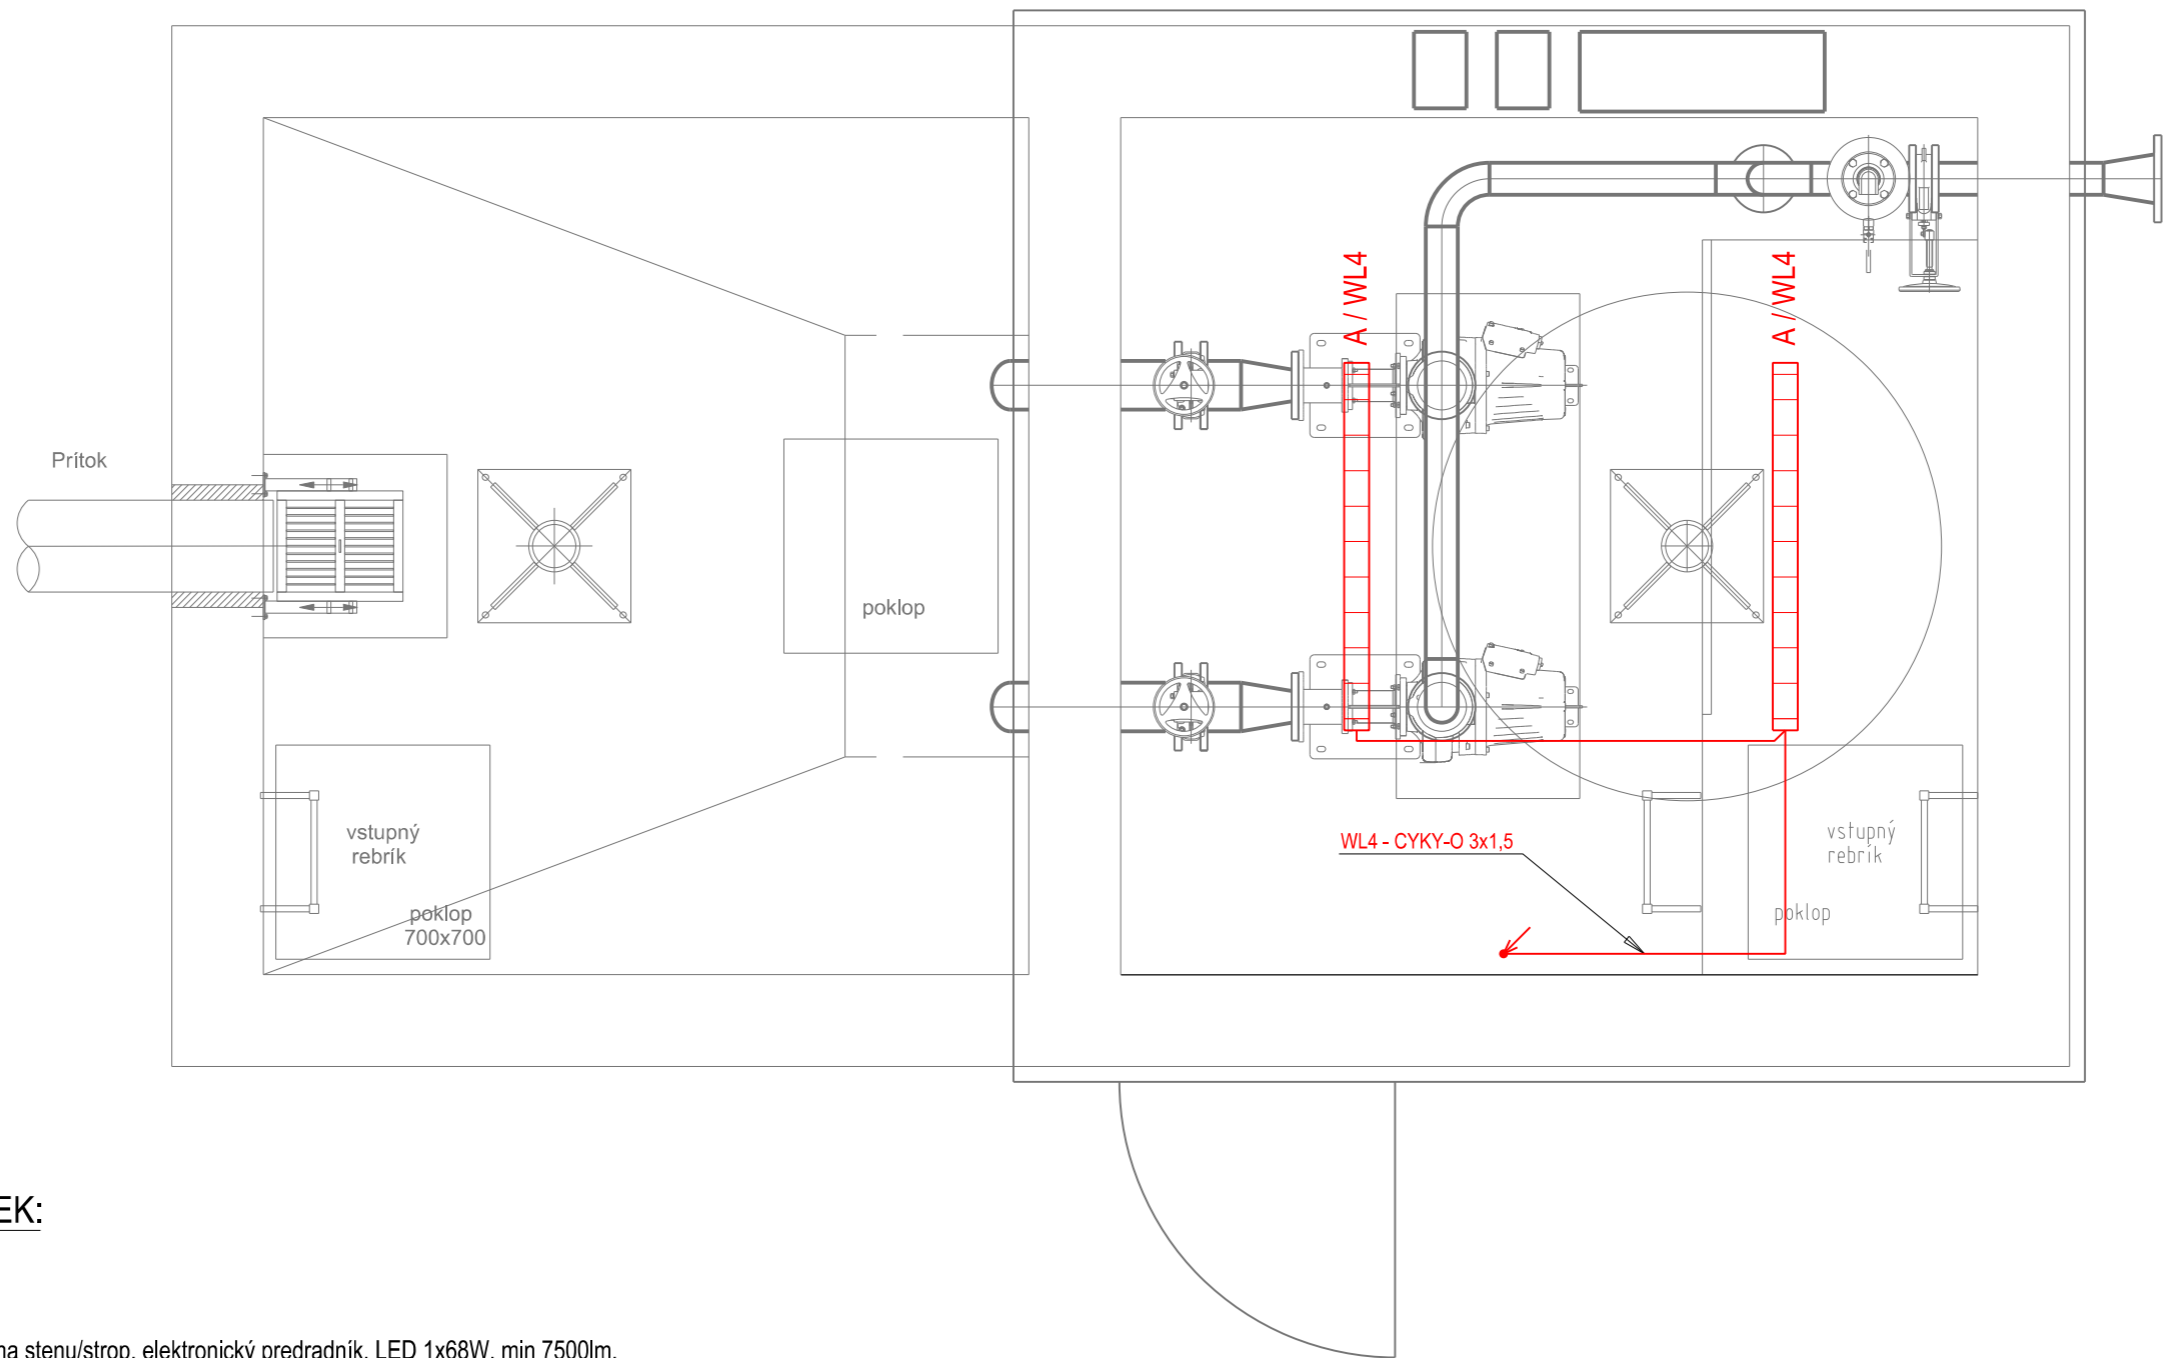 A / WL4
A / WL4
Prítok
poklop
WL4 - CYKY-O 3x1,5
vstupný
rebrík
vstupný
rebrík
poklop
700x700
poklop
EK:
na stenu/strop, elektronický predradník, LED 1x68W, min 7500lm,